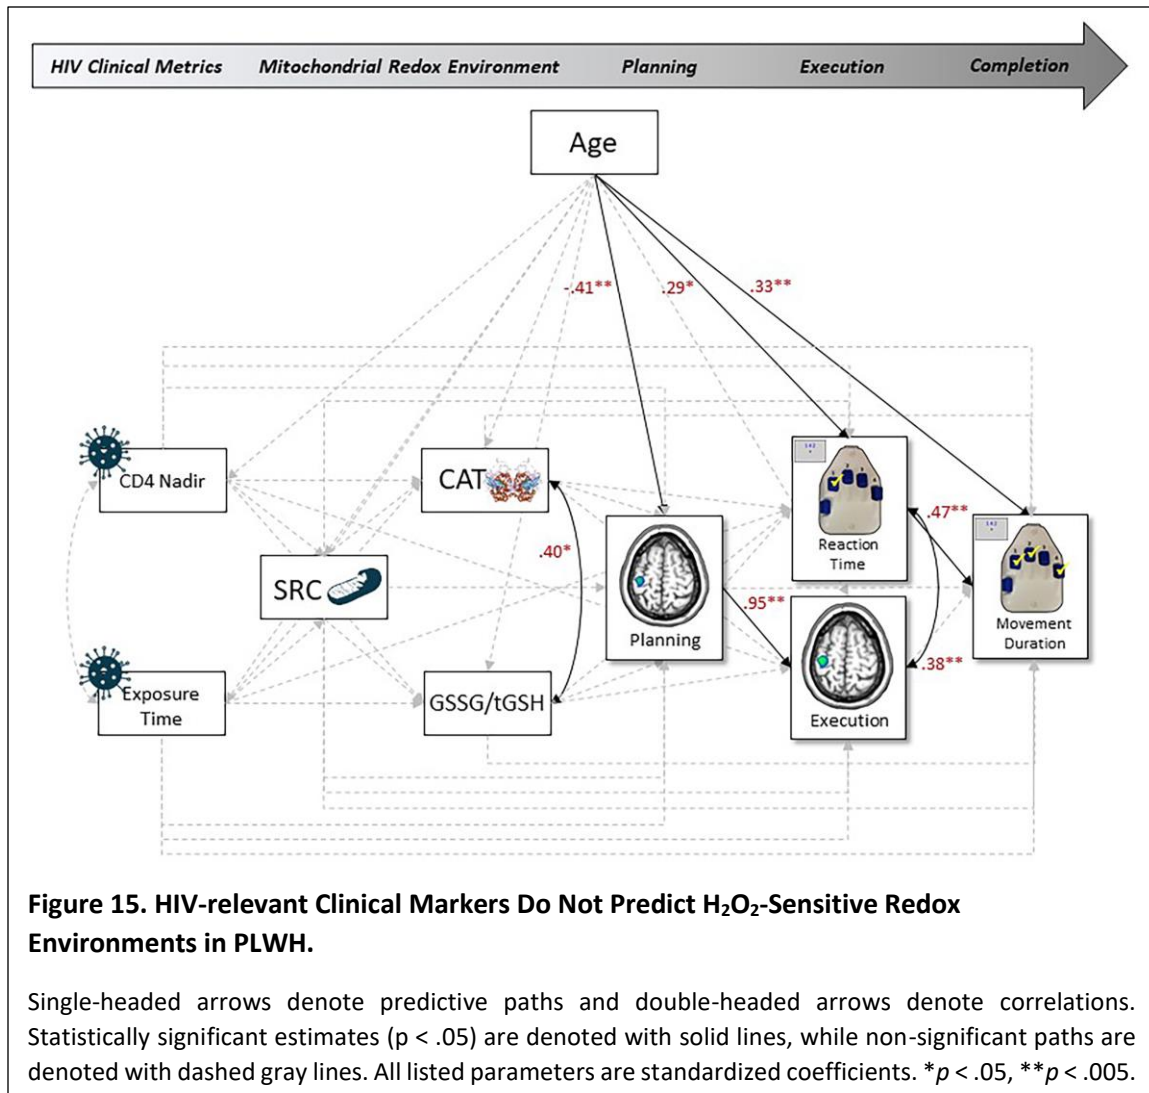 HIV Clinical Metrics Mitochondrial Redox Environment Planning Execution Completion
Age
-.41** .29* .33**
CD4 Nadir
CAT
SRC
.40*
Planning
Reaction
Time
.47**
Movement
Duration
.95**
.38**
Exposure
Time
GSSG/tGSH
Execution
Figure 15. HIV-relevant Clinical Markers Do Not Predict H₂O₂-Sensitive Redox
Environments in PLWH.
Single-headed arrows denote predictive paths and double-headed arrows denote correlations.
Statistically significant estimates (p < .05) are denoted with solid lines, while non-significant paths are
denoted with dashed gray lines. All listed parameters are standardized coefficients. *p < .05, **p < .005.